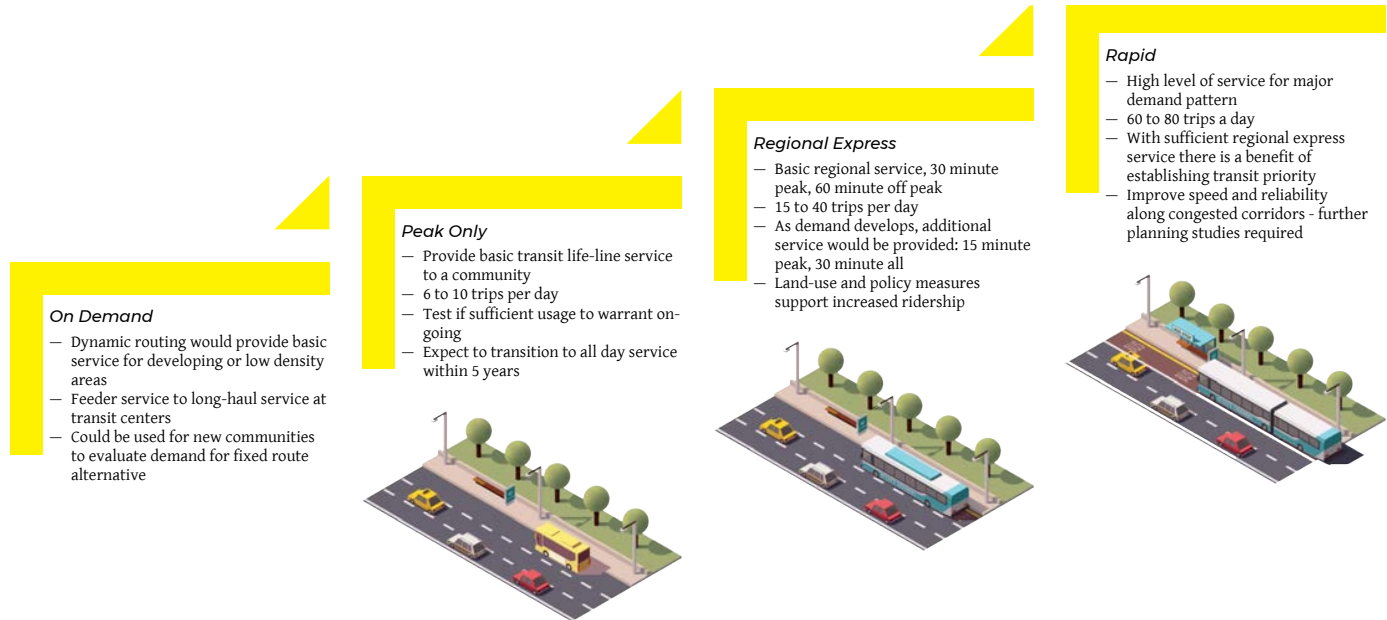 On Demand
— Dynamic routing would provide basic
service for developing or low density
areas
— Feeder service to long-haul service at
transit centers
— Could be used for new communities
to evaluate demand for fixed route
alternative
Peak Only
— Provide basic transit life-line service
to a community
— 6 to 10 trips per day
— Test if sufficient usage to warrant on-
going
— Expect to transition to all day service
within 5 years
Regional Express
— Basic regional service, 30 minute
peak, 60 minute off peak
— 15 to 40 trips per day
— As demand develops, additional
service would be provided: 15 minute
peak, 30 minute all
— Land-use and policy measures
support increased ridership
Rapid
— High level of service for major
demand pattern
— 60 to 80 trips a day
— With sufficient regional express
service there is a benefit of
establishing transit priority
— Improve speed and reliability
along congested corridors - further
planning studies required